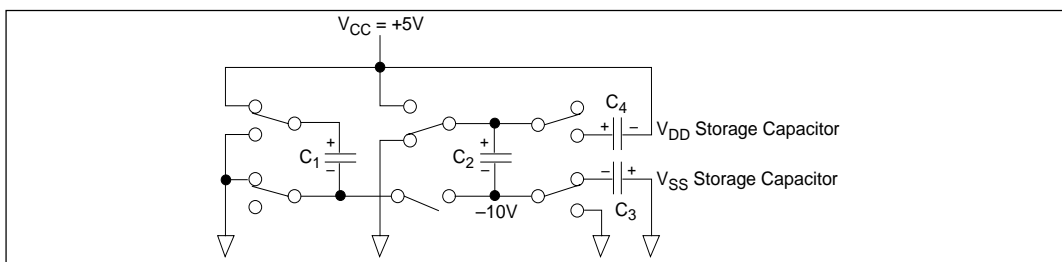 V_CC = +5V
C_4
+ –
V_DD Storage Capacitor
+
C_1
–
+
C_2
–
– +
V_SS Storage Capacitor
C_3
–10V